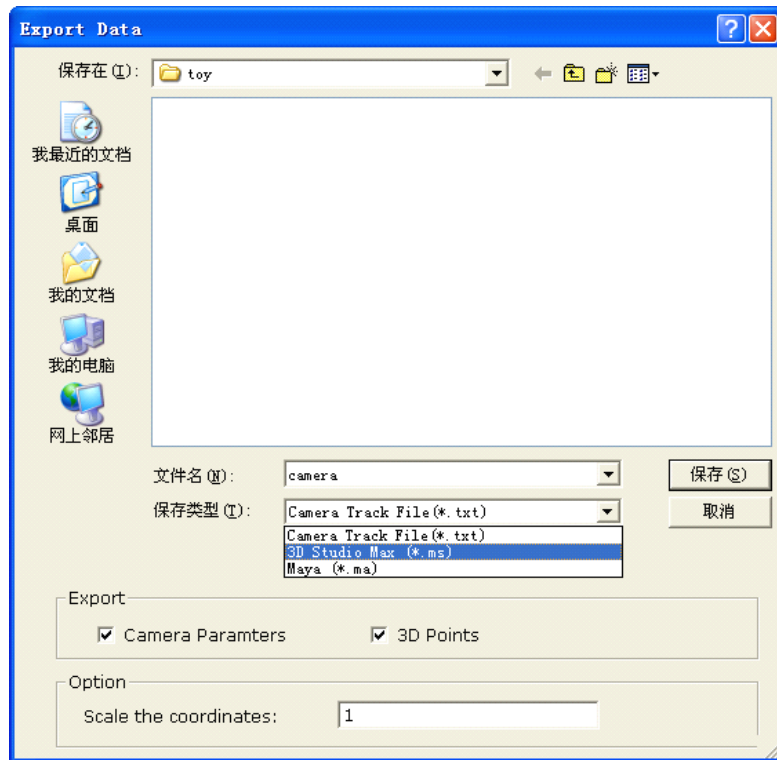 Export Data
保存在(I):
toy
我最近的文档
桌面
我的文档
我的电脑
网上邻居
文件名(N):
camera
保存(S)
保存类型(T):
Camera Track File(*.txt)
取消
Camera Track File(*.txt)
3D Studio Max (*.ms)
Maya (*.ma)
Export
Camera Paramters
3D Points
Option
Scale the coordinates:
1